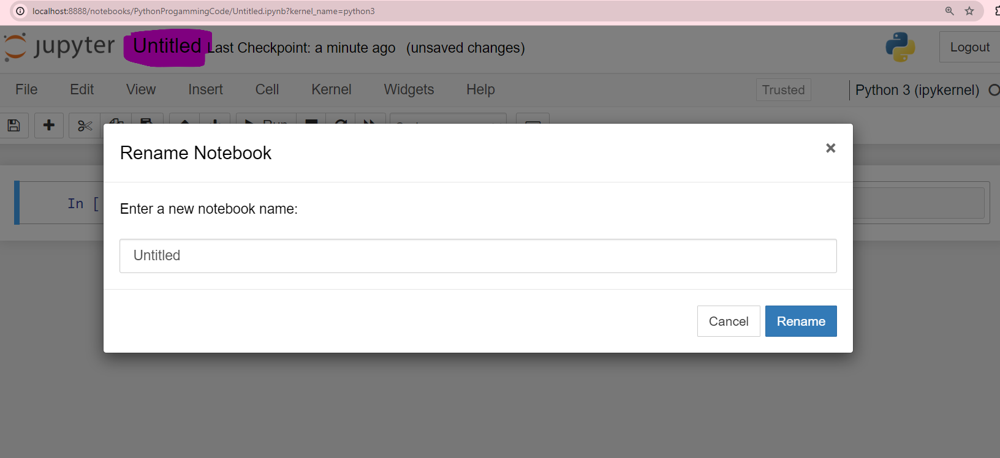 localhost:8888/notebooks/PythonProgammingCode/Untitled.ipynb?kernel_name=python3
jupyter Untitled Last Checkpoint: a minute ago (unsaved changes)
Logout
File Edit View Insert Cell Kernel Widgets Help
Trusted
Python 3 (ipykernel)
Run
Rename Notebook
In [
Enter a new notebook name:
Untitled
Cancel Rename